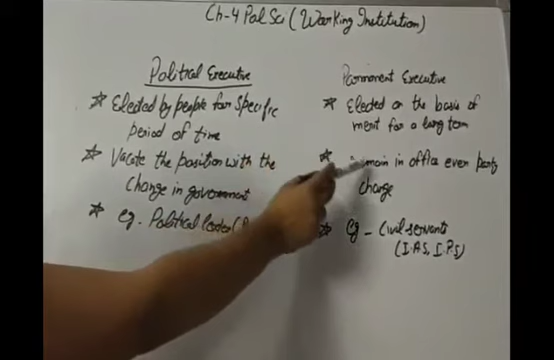 Ch-4 Pol Sci (Working Institution)
Political Executive
☆ Elected by people for specific
period of time
☆ Vacate the position with the
change in government
☆ eg. Political leader (
Permanent Executive
☆ Elected on the basis of
merit for a long term
☆ main in office even party
change
☆ eg - Civil servants
(I.A.S, I.P.S)